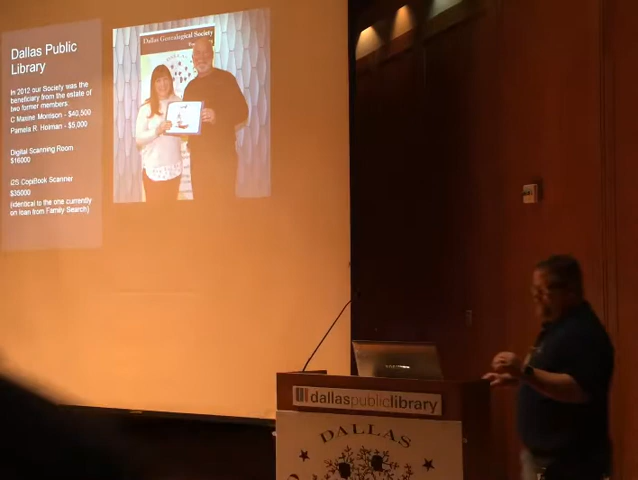 Dallas Public
Library
In 2012 our Society was the
beneficiary from the estate of
two former members.
C Maxine Morrison - $40,500
Pamela R. Heiman - $5,000
Digital Scanning Room
$16000
i2S CopiBook Scanner
$35000
(identical to the one currently
on loan from Family Search)
Dallas Genealogical Society
dallaspubliclibrary
DALLAS